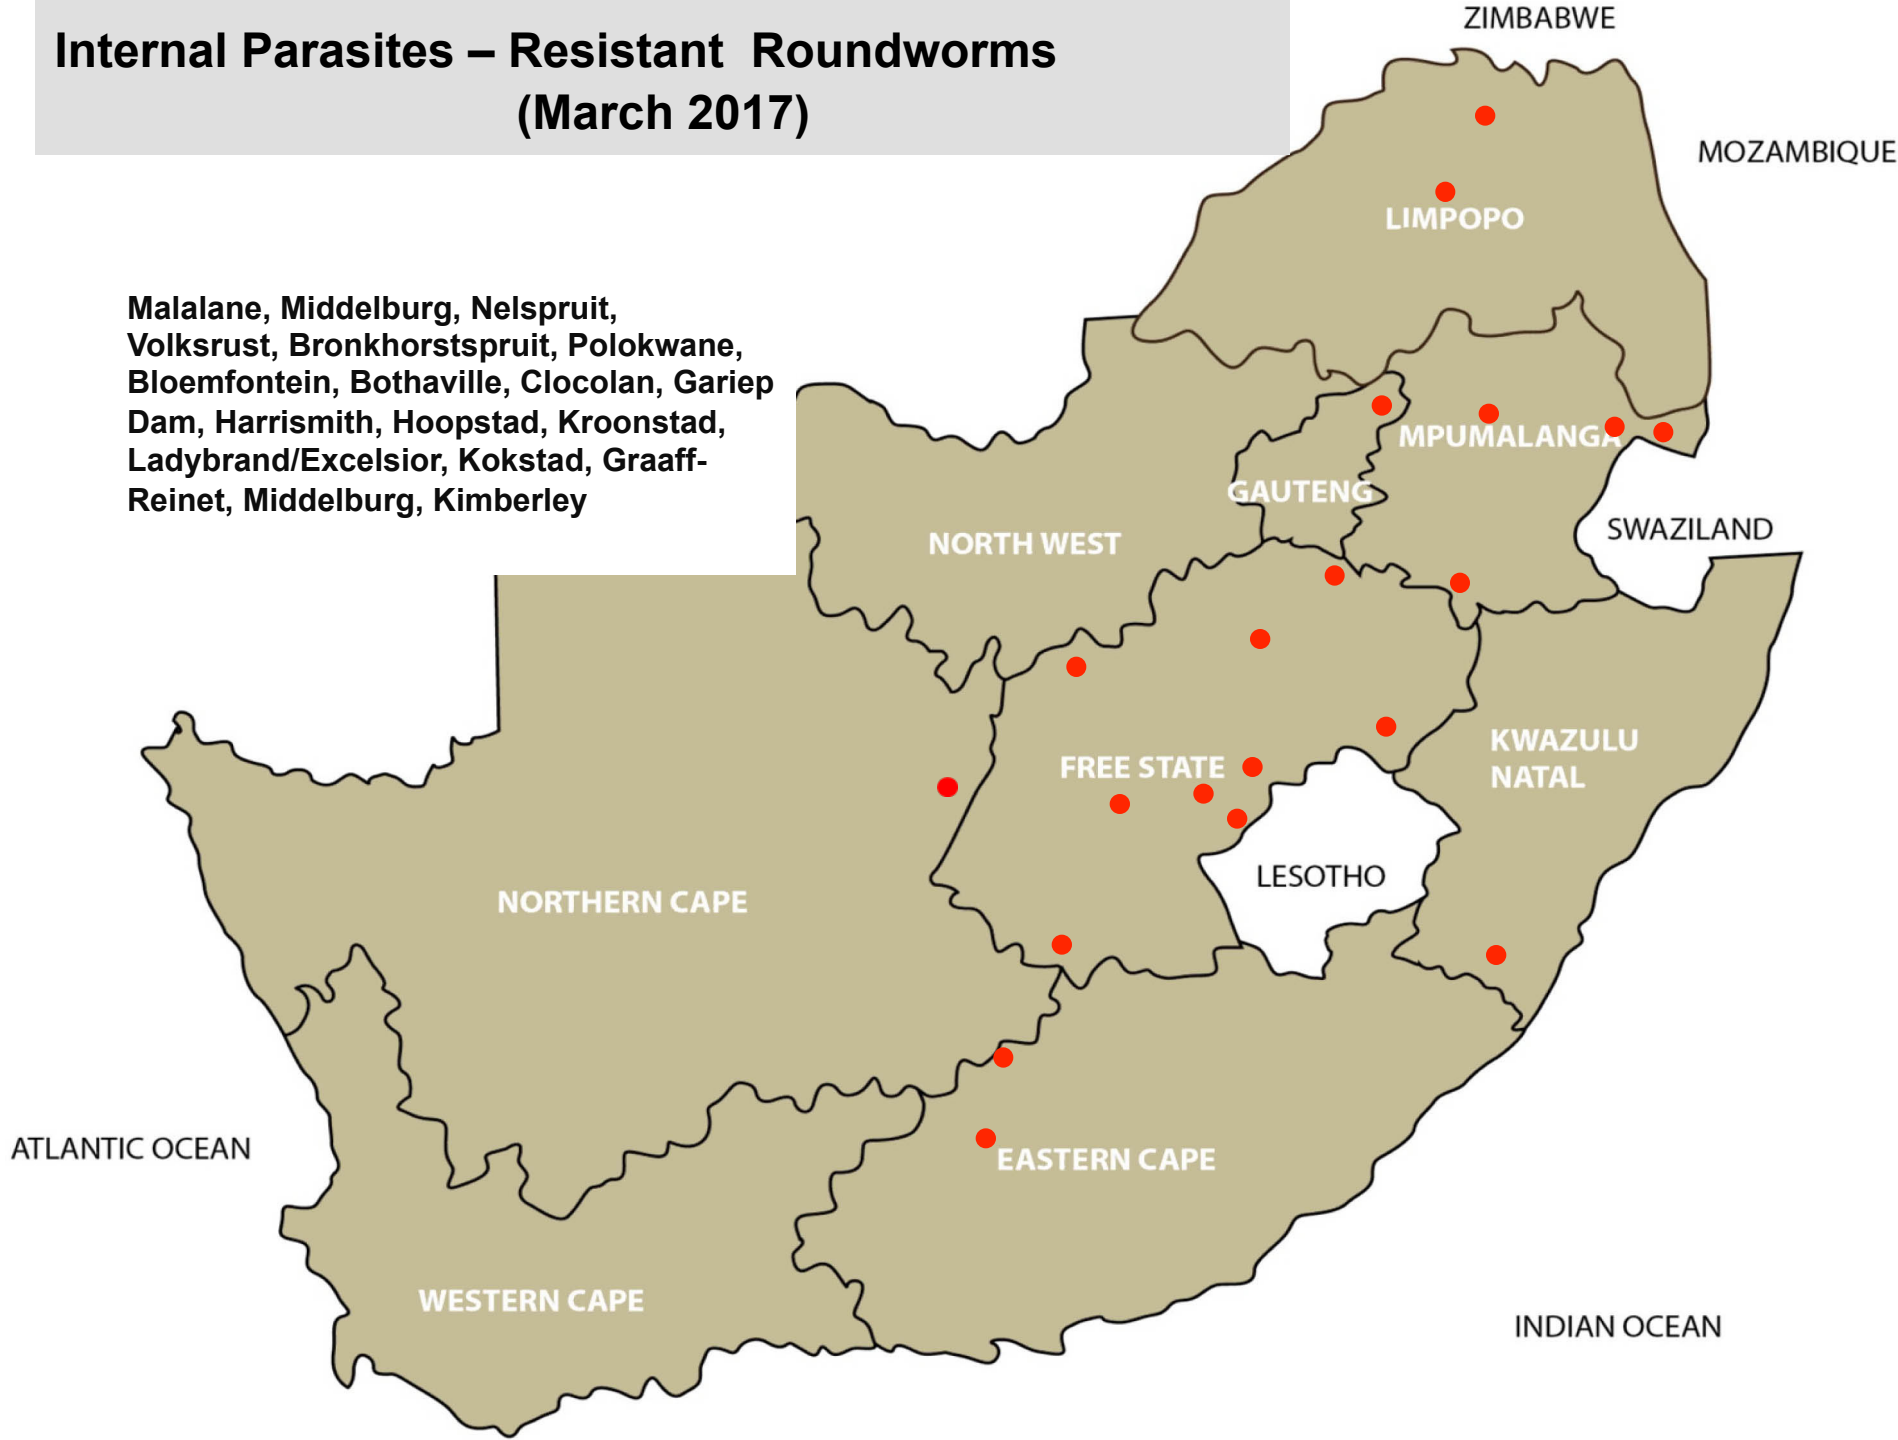 Internal Parasites – Resistant Roundworms
(March 2017)
ZIMBABWE
MOZAMBIQUE
LIMPOPO
Malalane, Middelburg, Nelspruit,
Volksrust, Bronkhorstspruit, Polokwane,
Bloemfontein, Bothaville, Clocolan, Gariep
Dam, Harrismith, Hoopstad, Kroonstad,
Ladybrand/Excelsior, Kokstad, Graaff-
Reinet, Middelburg, Kimberley
MPUMALANGA
GAUTENG
SWAZILAND
NORTH WEST
KWAZULU
NATAL
FREE STATE
LESOTHO
NORTHERN CAPE
ATLANTIC OCEAN
EASTERN CAPE
WESTERN CAPE
INDIAN OCEAN